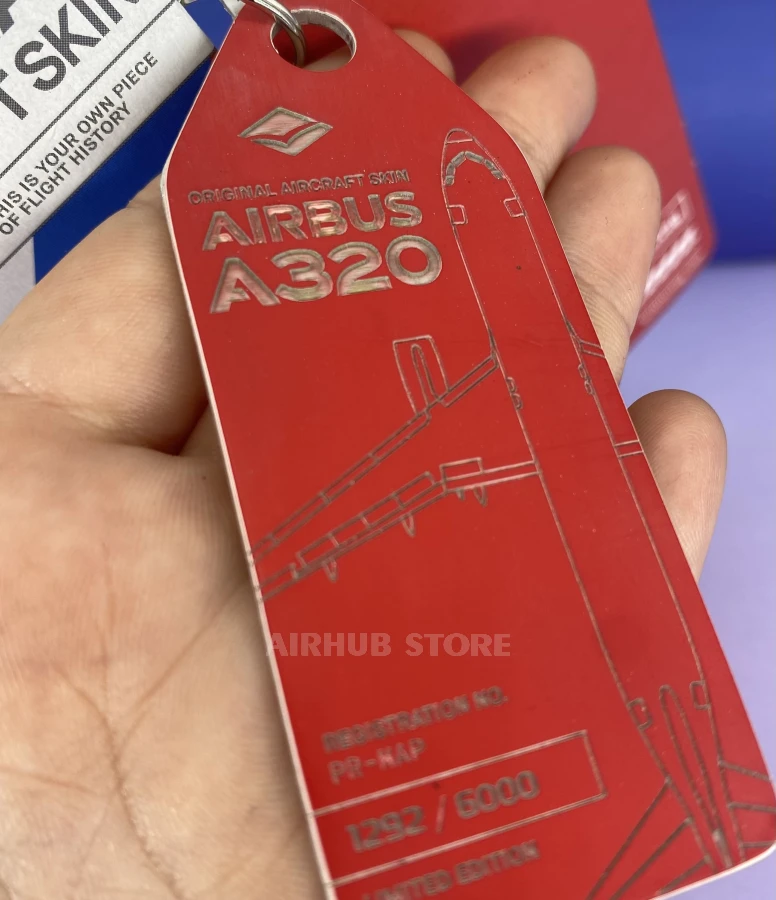 T SKIN
THIS IS YOUR OWN PIECE
OF FLIGHT HISTORY
ORIGINAL AIRCRAFT SKIN
AIRBUS
A320
AIRHUB STORE
REGISTRATION NO.
PR-MAP
1292 / 6000
LIMITED EDITION